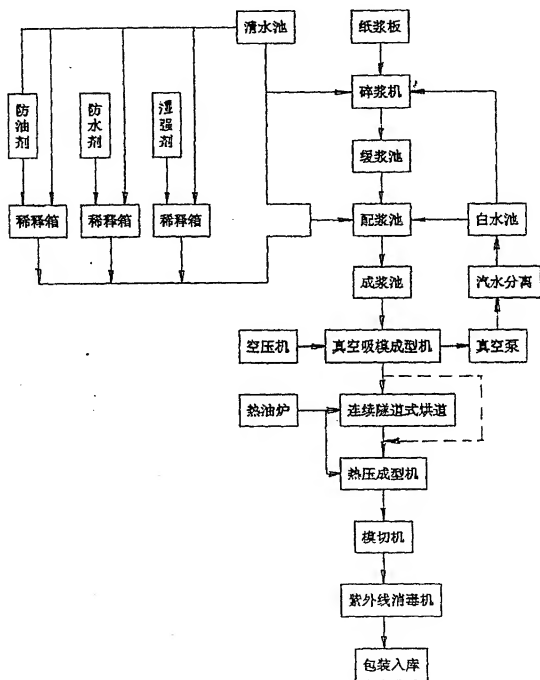 清水池
纸浆板
防油剂
防水剂
湿强剂
碎浆机
缓浆池
稀释箱
稀释箱
稀释箱
配浆池
白水池
成浆池
汽水分离
空压机
真空吸模成型机
真空泵
热油炉
连续隧道式烘道
热压成型机
模切机
紫外线消毒机
包装入库